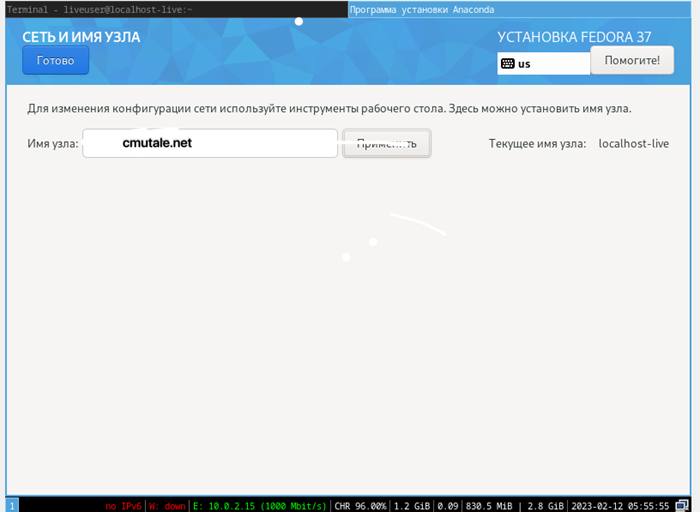 Terminal - liveuser@localhost-live:~
Программа установки Anaconda
СЕТЬ И ИМЯ УЗЛА
УСТАНОВКА FEDORA 37
Готово
us
Помогите!
Для изменения конфигурации сети используйте инструменты рабочего стола. Здесь можно установить имя узла.
Имя узла: cmutale.net Применить Текущее имя узла: localhost-live
1 no IPv6 W: down E: 10.0.2.15 (1000 Mbit/s) CHR 96.00% 1.2 GiB 0.09 830.5 MiB | 2.8 GiB 2023-02-12 05:55:55